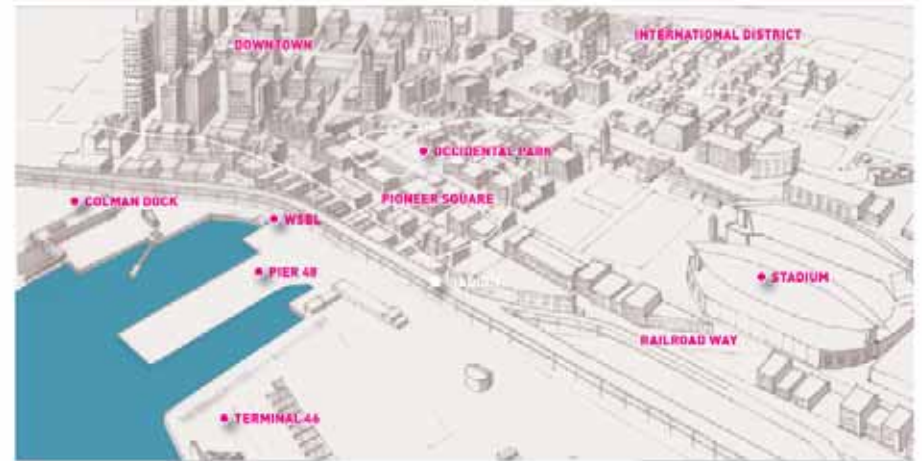 DOWNTOWN
INTERNATIONAL DISTRICT
OCCIDENTAL PARK
PIONEER SQUARE
COLMAN DOCK
WSBL
PIER 48
STADIUM
RAILROAD WAY
TERMINAL 46